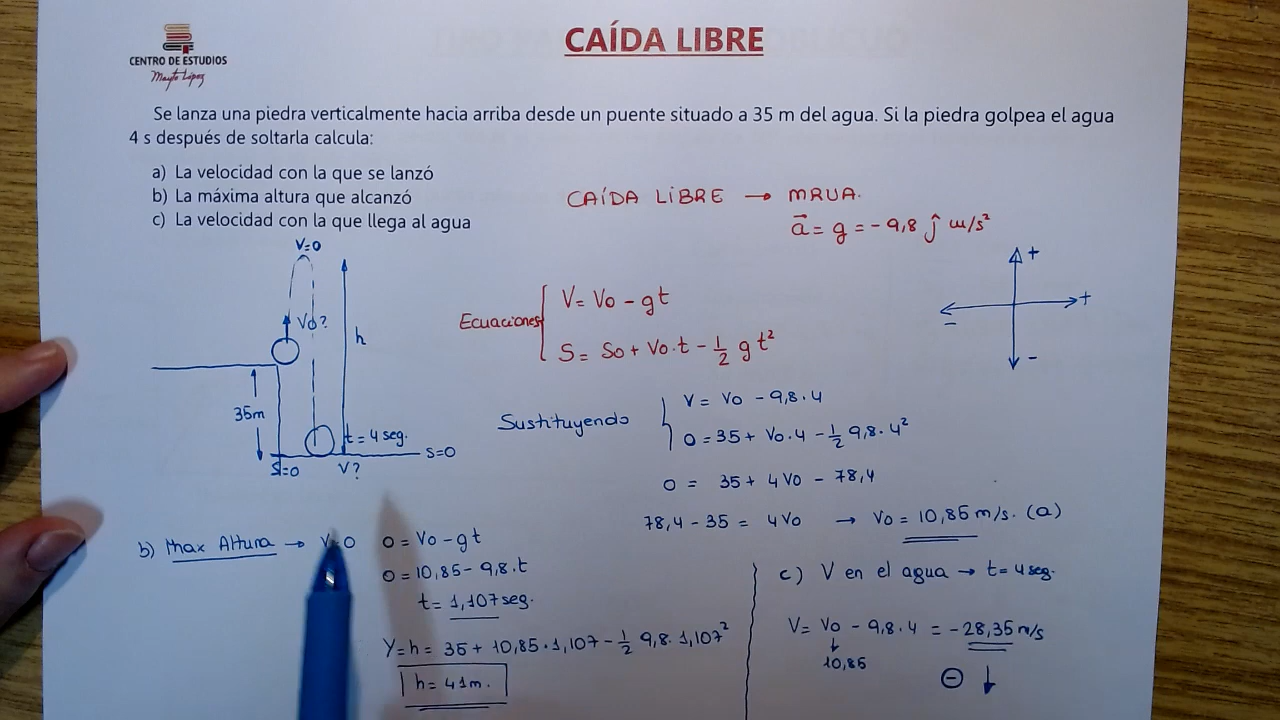 CAÍDA LIBRE
CENTRO DE ESTUDIOS
Mayte López
Se lanza una piedra verticalmente hacia arriba desde un puente situado a 35 m del agua. Si la piedra golpea el agua
4 s después de soltarla calcula:
a) La velocidad con la que se lanzó
b) La máxima altura que alcanzó
c) La velocidad con la que llega al agua
CAÍDA LIBRE → MRUA.
a⃗ = g = -9,8 ĵ m/s²
V=0
Vo?
h
35m
t=4 seg.
S=0
S=0
V?
+
+
-
-
Ecuaciones
V= Vo - gt
S= So + Vo·t - 1/2 g t²
Sustituyendo
V= Vo - 9,8·4
0=35+ Vo·4 - 1/2 9,8·4²
0 = 35+ 4Vo - 78,4
78,4 - 35 = 4Vo → Vo = 10,85 m/s. (a)
b) Max Altura → V=0 0=Vo-gt
0=10,85-9,8·t
t= 1,107 seg.
Y=h= 35+ 10,85·1,107 - 1/2 9,8·1,107²
h= 41m.
c) V en el agua → t=4seg.
V= Vo - 9,8·4 = -28,35 m/s
↓
10,85
⊖ ↓